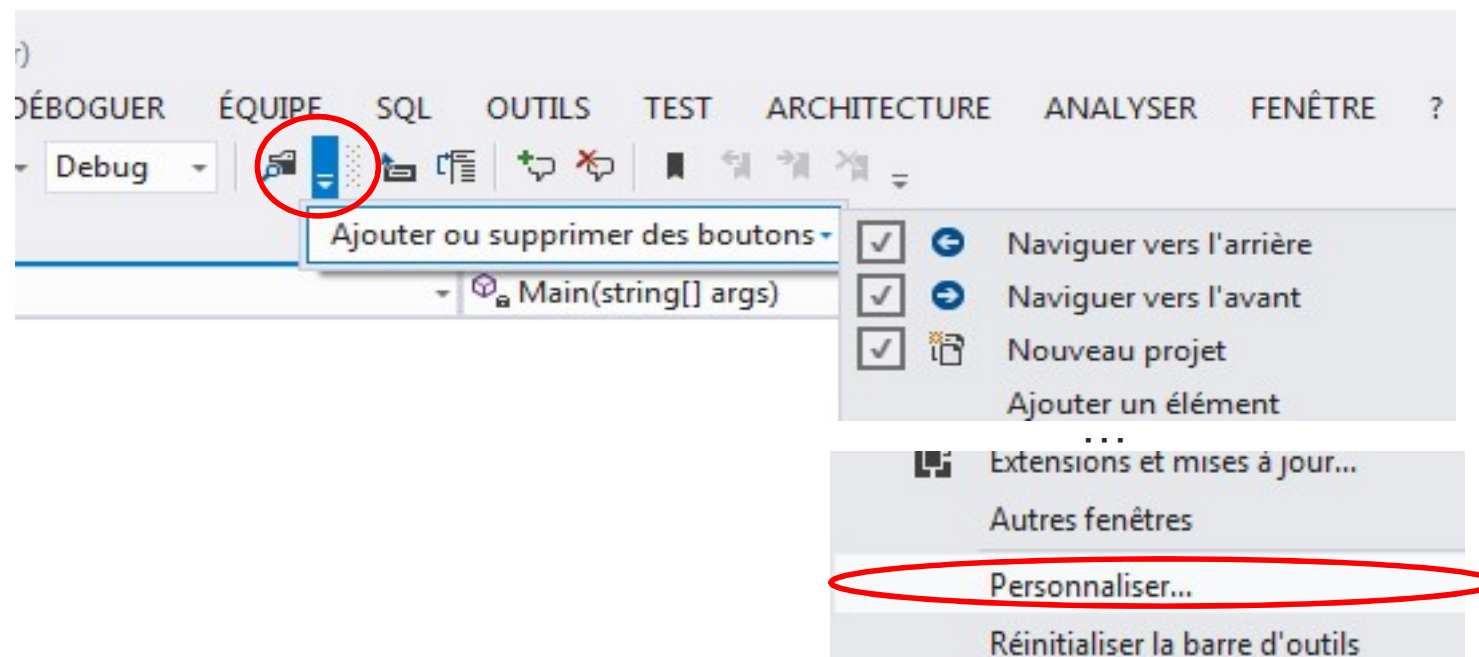 r)
DÉBOGUER ÉQUIPE SQL OUTILS TEST ARCHITECTURE ANALYSER FENÊTRE ?
Debug
Ajouter ou supprimer des boutons
Main(string[] args)
Naviguer vers l'arrière
Naviguer vers l'avant
Nouveau projet
Ajouter un élément
...
Extensions et mises à jour...
Autres fenêtres
Personnaliser...
Réinitialiser la barre d'outils